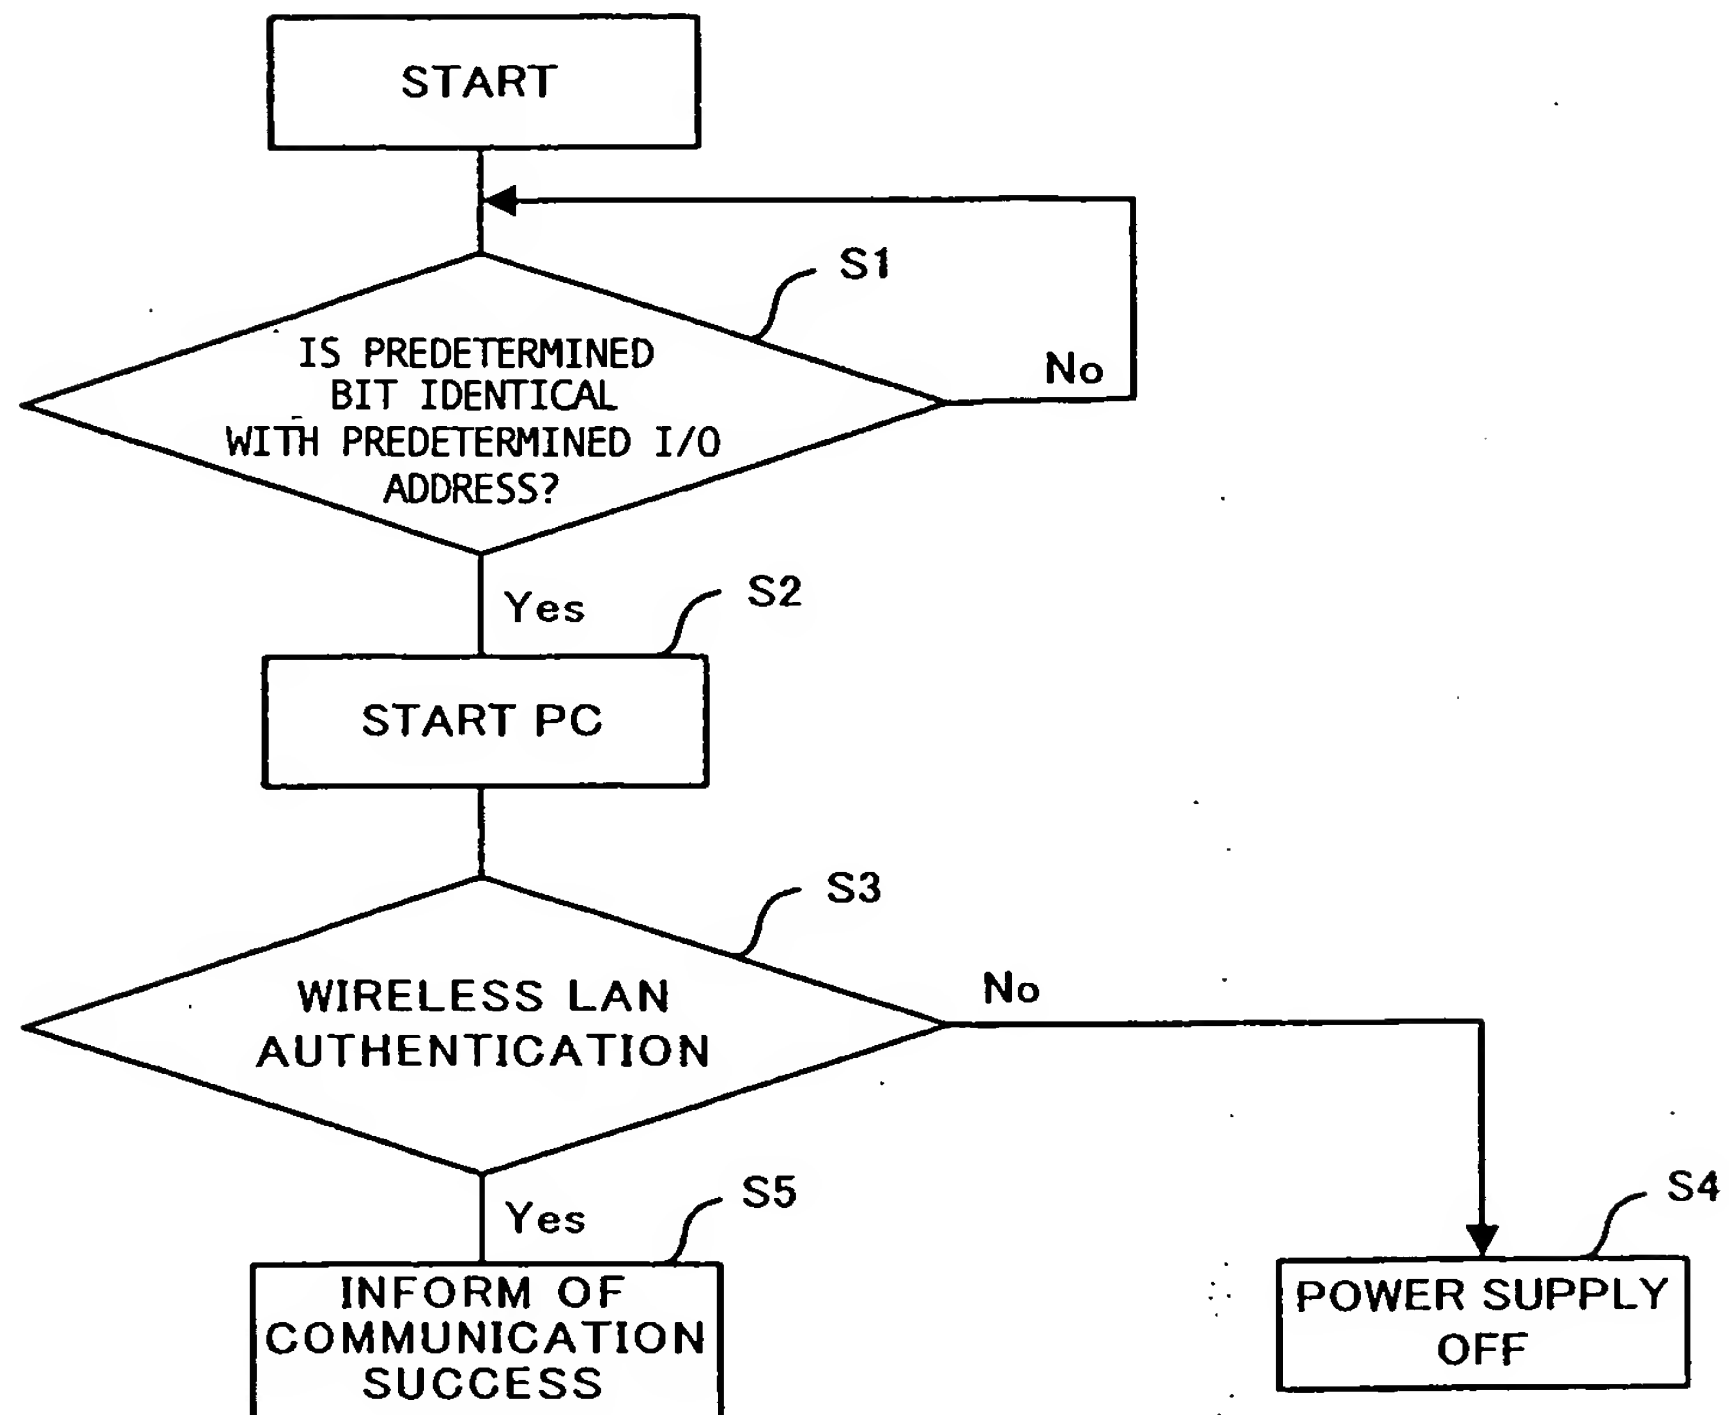 START
S1
IS PREDETERMINED
BIT IDENTICAL
WITH PREDETERMINED I/O
ADDRESS?
No
Yes
S2
START PC
S3
WIRELESS LAN
AUTHENTICATION
No
Yes
S5
INFORM OF
COMMUNICATION
SUCCESS
S4
POWER SUPPLY
OFF